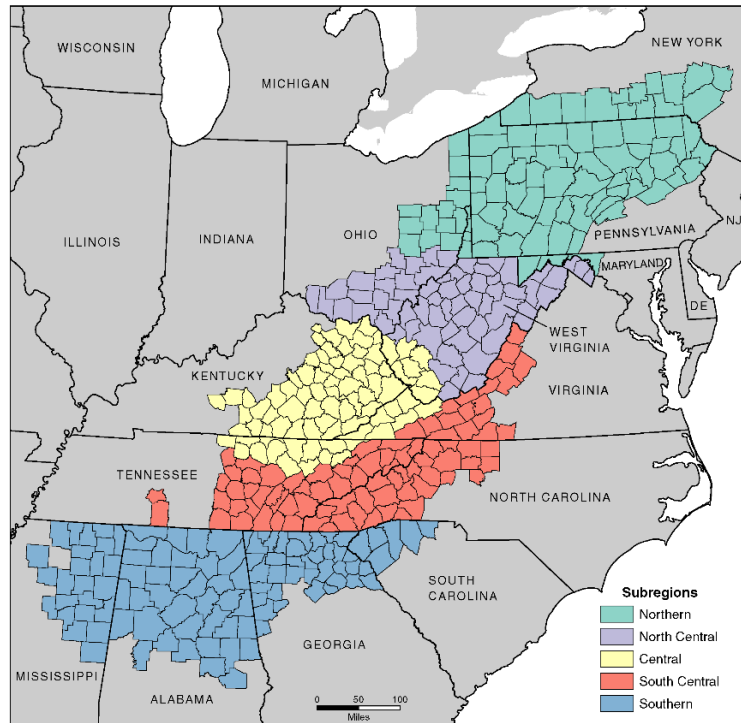 WISCONSIN
NEW YORK
MICHIGAN
PENNSYLVANIA
NJ
ILLINOIS
INDIANA
OHIO
MARYLAND
DE
WEST
VIRGINIA
KENTUCKY
VIRGINIA
TENNESSEE
NORTH CAROLINA
SOUTH
CAROLINA
GEORGIA
MISSISSIPPI
ALABAMA
0 50 100
Miles
Subregions
Northern
North Central
Central
South Central
Southern